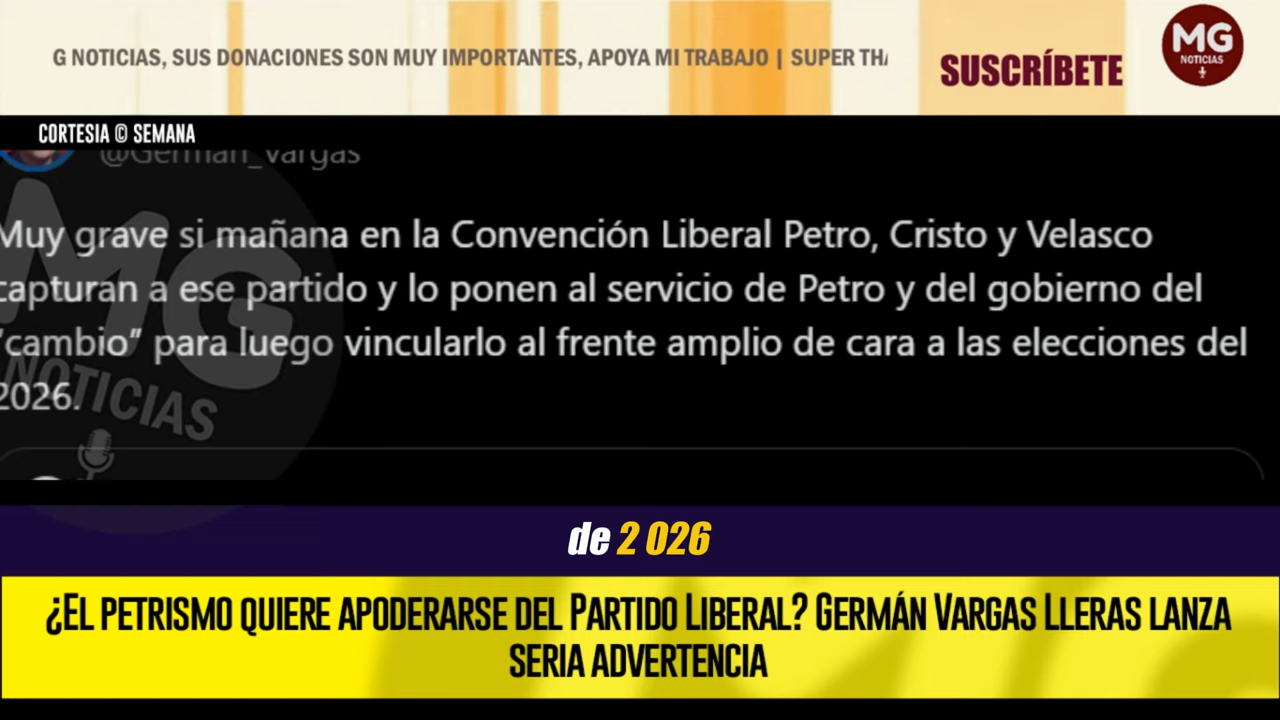 G NOTICIAS, SUS DONACIONES SON MUY IMPORTANTES, APOYA MI TRABAJO | SUPER THA
SUSCRÍBETE
MG
NOTICIAS
CORTESIA © SEMANA
@German_Vargas
Muy grave si mañana en la Convención Liberal Petro, Cristo y Velasco
capturan a ese partido y lo ponen al servicio de Petro y del gobierno del
"cambio” para luego vincularlo al frente amplio de cara a las elecciones del
2026.
MG
NOTICIAS
de 2 026
¿El petrismo quiere apoderarse del Partido Liberal? Germán Vargas Lleras lanza
seria advertencia